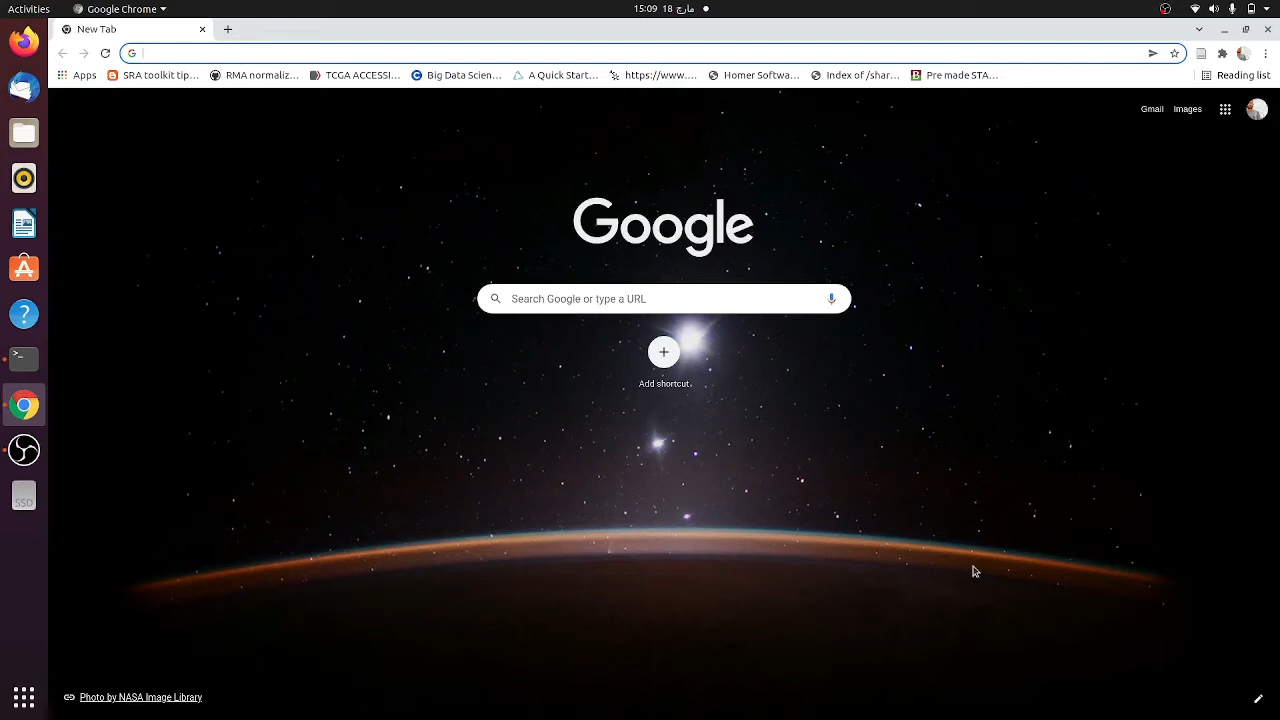 Activities
Google Chrome
15:09 18 مارچ
New Tab
Apps
SRA toolkit tip...
RMA normaliz...
TCGA ACCESSI...
Big Data Scien...
A Quick Start...
https://www....
Homer Softwa...
Index of /shar...
Pre made STA...
Reading list
Gmail
Images
Google
Search Google or type a URL
Add shortcut
SSD
Photo by NASA Image Library